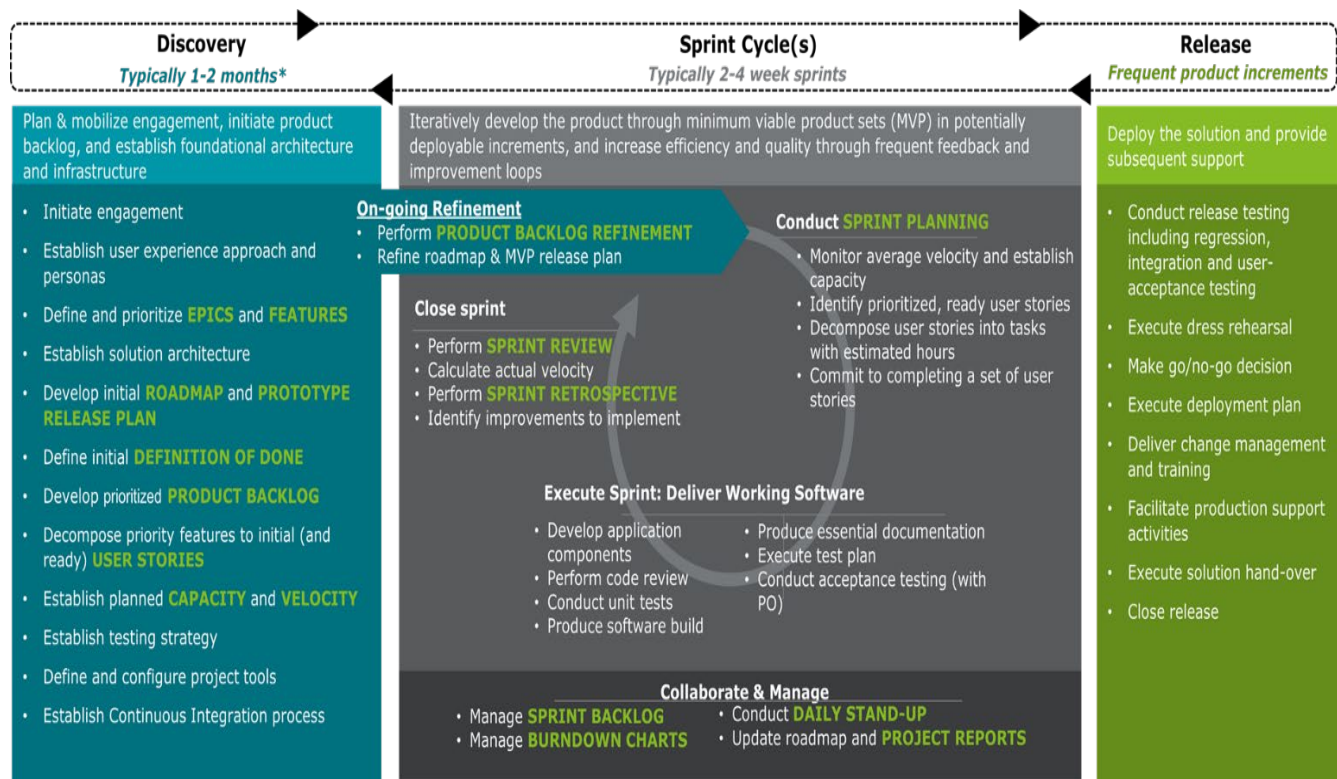 Discovery
Typically 1-2 months*
Sprint Cycle(s)
Typically 2-4 week sprints
Release
Frequent product increments
Plan & mobilize engagement, initiate product
backlog, and establish foundational architecture
and infrastructure
• Initiate engagement
• Establish user experience approach and
personas
• Define and prioritize EPICS and FEATURES
• Establish solution architecture
• Develop initial ROADMAP and PROTOTYPE
RELEASE PLAN
• Define initial DEFINITION OF DONE
• Develop prioritized PRODUCT BACKLOG
• Decompose priority features to initial (and
ready) USER STORIES
• Establish planned CAPACITY and VELOCITY
• Establish testing strategy
• Define and configure project tools
• Establish Continuous Integration process
Iteratively develop the product through minimum viable product sets (MVP) in potentially
deployable increments, and increase efficiency and quality through frequent feedback and
improvement loops
On-going Refinement
• Perform PRODUCT BACKLOG REFINEMENT
• Refine roadmap & MVP release plan
Conduct SPRINT PLANNING
• Monitor average velocity and establish
capacity
• Identify prioritized, ready user stories
• Decompose user stories into tasks
with estimated hours
• Commit to completing a set of user
stories
Close sprint
• Perform SPRINT REVIEW
• Calculate actual velocity
• Perform SPRINT RETROSPECTIVE
• Identify improvements to implement
Execute Sprint: Deliver Working Software
• Develop application
components
• Perform code review
• Conduct unit tests
• Produce software build
• Produce essential documentation
• Execute test plan
• Conduct acceptance testing (with
PO)
Collaborate & Manage
• Manage SPRINT BACKLOG
• Manage BURNDOWN CHARTS
• Conduct DAILY STAND-UP
• Update roadmap and PROJECT REPORTS
Deploy the solution and provide
subsequent support
• Conduct release testing
including regression,
integration and user-
acceptance testing
• Execute dress rehearsal
• Make go/no-go decision
• Execute deployment plan
• Deliver change management
and training
• Facilitate production support
activities
• Execute solution hand-over
• Close release